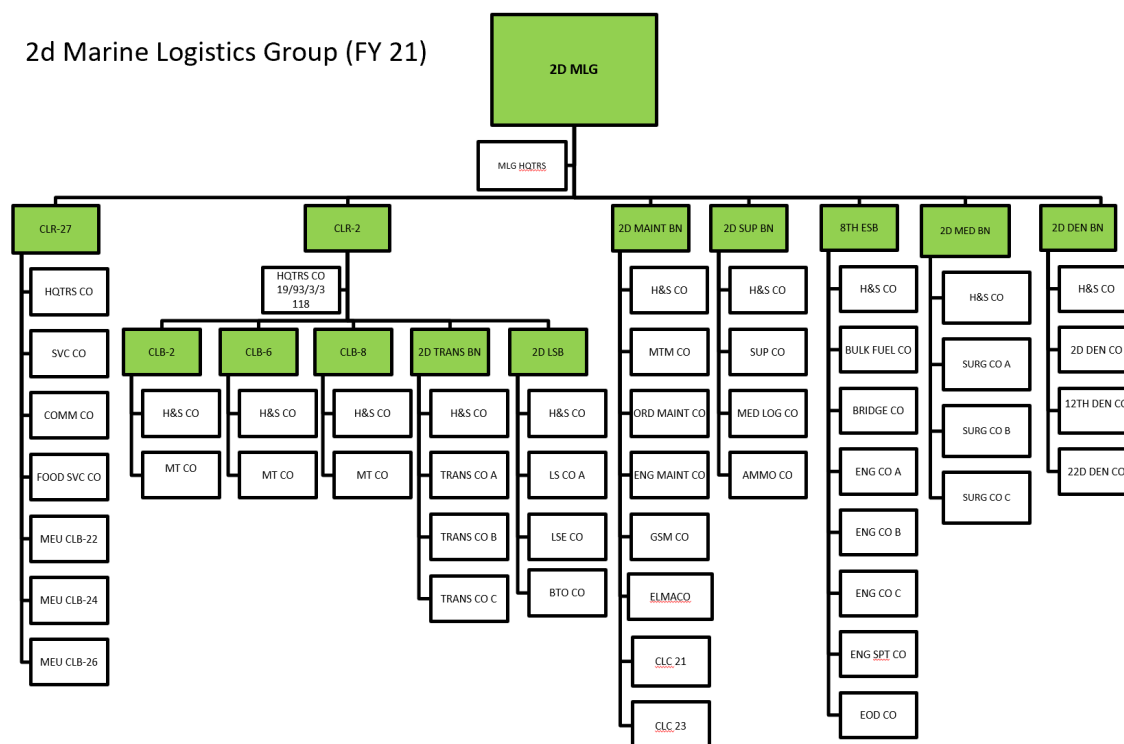 2d Marine Logistics Group (FY 21)
2D MLG
MLG HQTRS
CLR-27
HQTRS CO
SVC CO
COMM CO
FOOD SVC CO
MEU CLB-22
MEU CLB-24
MEU CLB-26
CLR-2
HQTRS CO
19/93/3/3
118
CLB-2
H&S CO
MT CO
CLB-6
H&S CO
MT CO
CLB-8
H&S CO
MT CO
2D TRANS BN
H&S CO
TRANS CO A
TRANS CO B
TRANS CO C
2D LSB
H&S CO
LS CO A
LSE CO
BTO CO
2D MAINT BN
H&S CO
MTM CO
ORD MAINT CO
ENG MAINT CO
GSM CO
ELMACO
CLC 21
CLC 23
2D SUP BN
H&S CO
SUP CO
MED LOG CO
AMMO CO
8TH ESB
H&S CO
BULK FUEL CO
BRIDGE CO
ENG CO A
ENG CO B
ENG CO C
ENG SPT CO
EOD CO
2D MED BN
H&S CO
SURG CO A
SURG CO B
SURG CO C
2D DEN BN
H&S CO
2D DEN CO
12TH DEN CO
22D DEN CO